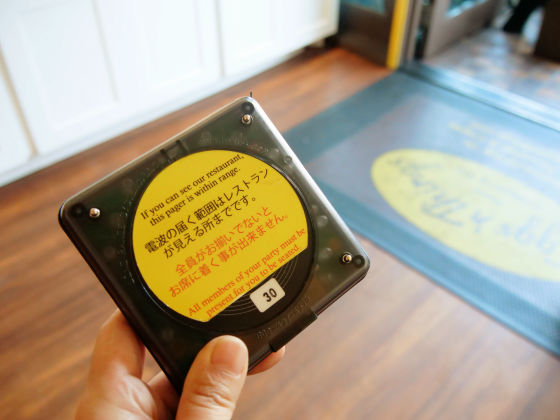 If you can see our restaurant,
this pager is within range.
電波の届く範囲はレストラン
が見える所までです。
全員がお揃いでないと
お席に着く事が出来ません。
All members of your party must be
present for you to be seated
30